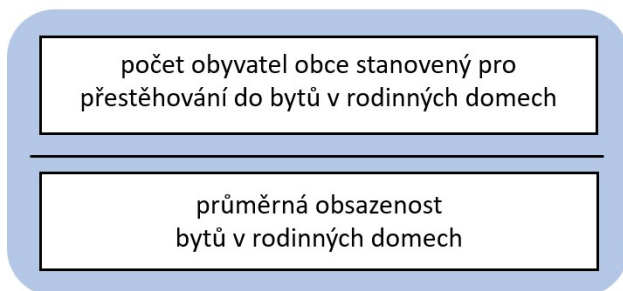 počet obyvatel obce stanovený pro
přestěhování do bytů v rodinných domech
průměrná obsazenost
bytů v rodinných domech